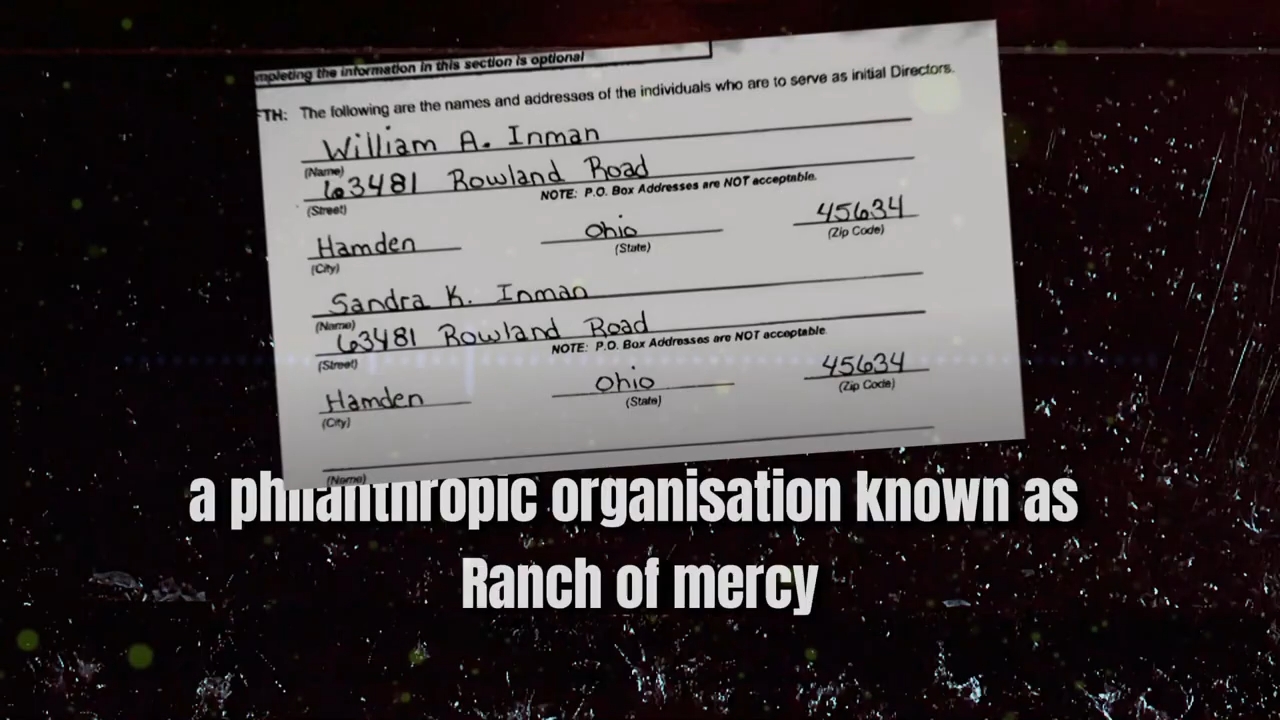 mpleting the information in this section is optional
TH: The following are the names and addresses of the individuals who are to serve as initial Directors.
William A. Inman
(Name)
63481 Rowland Road
(Street) NOTE: P.O. Box Addresses are NOT acceptable.
Hamden Ohio 45634
(City) (State) (Zip Code)
Sandra K. Inman
(Name)
63481 Rowland Road
(Street) NOTE: P.O. Box Addresses are NOT acceptable.
Hamden Ohio 45634
(City) (State) (Zip Code)
(Name)
a philanthropic organisation known as
Ranch of mercy